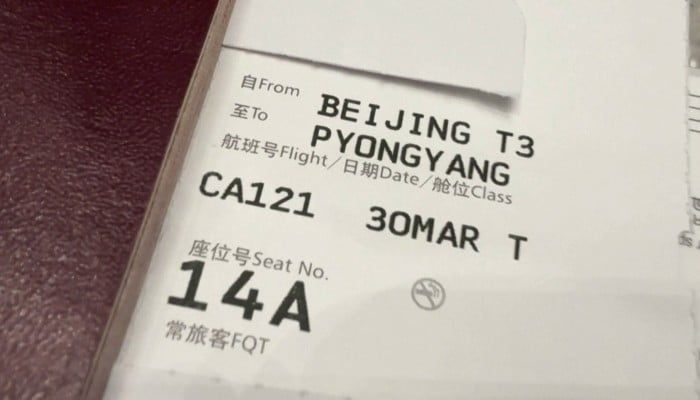 自From BEIJING T3
至To PYONGYANG
航班号Flight／日期Date／舱位Class
CA121 30MAR T
座位号Seat No.
14A
常旅客FQT